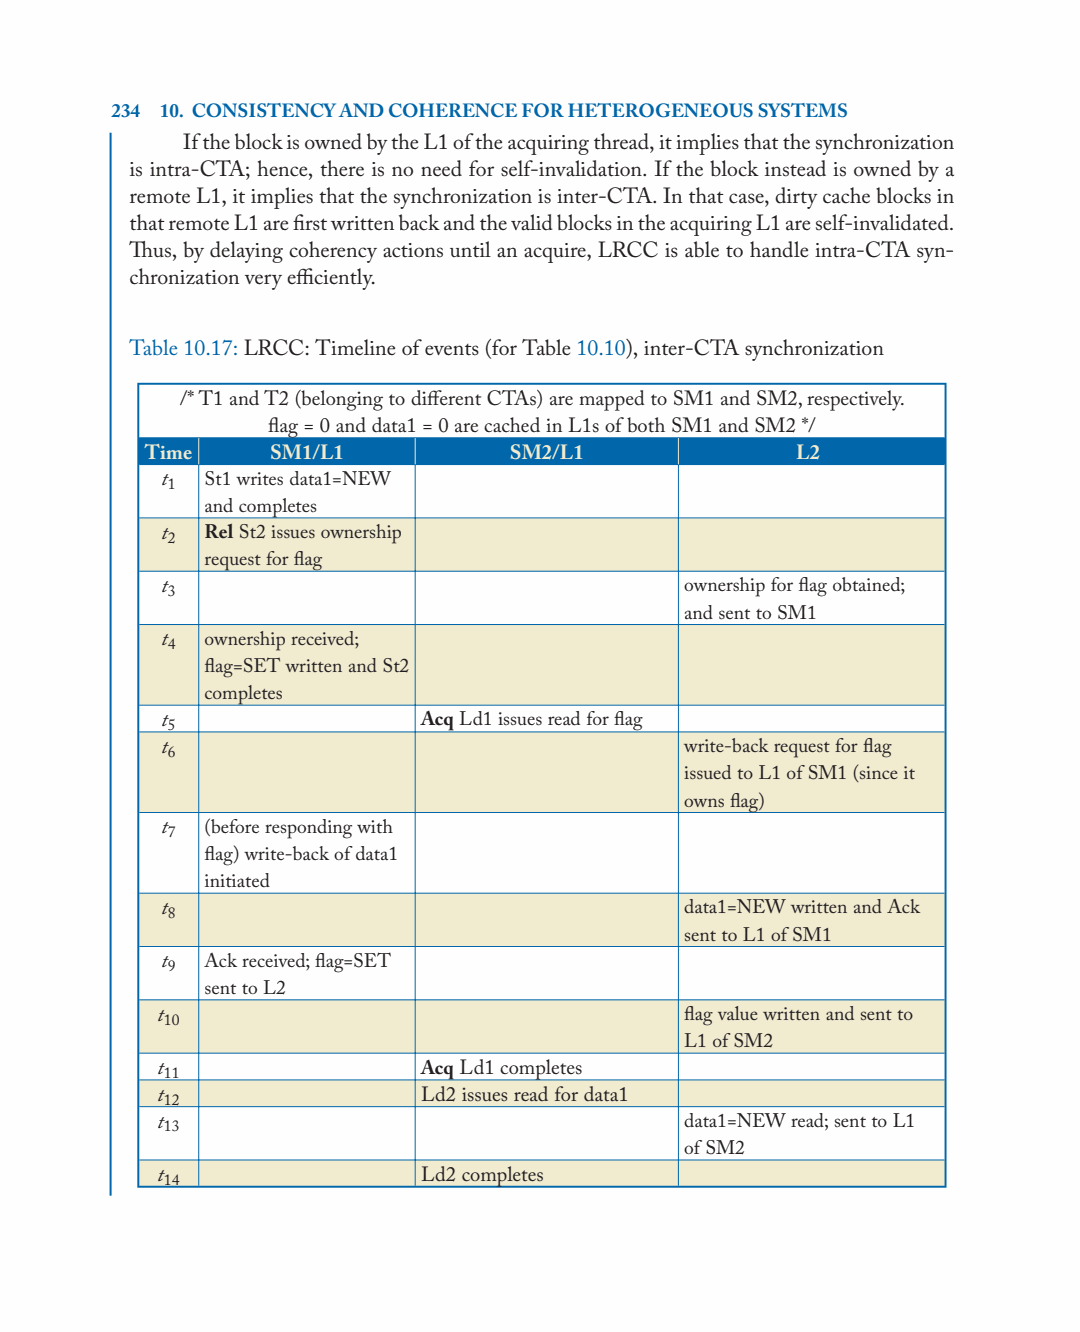 234 10. CONSISTENCY AND COHERENCE FOR HETEROGENEOUS SYSTEMS
If the block is owned by the L1 of the acquiring thread, it implies that the synchronization
is intra-CTA; hence, there is no need for self-invalidation. If the block instead is owned by a
remote L1, it implies that the synchronization is inter-CTA. In that case, dirty cache blocks in
that remote L1 are first written back and the valid blocks in the acquiring L1 are self-invalidated.
Thus, by delaying coherency actions until an acquire, LRCC is able to handle intra-CTA syn-
chronization very efficiently.
Table 10.17: LRCC: Timeline of events (for Table 10.10), inter-CTA synchronization
/* T1 and T2 (belonging to different CTAs) are mapped to SM1 and SM2, respectively.
flag = 0 and data1 = 0 are cached in L1s of both SM1 and SM2 */
Time SM1/L1 SM2/L1 L2
t1 St1 writes data1=NEW
and completes
t2 Rel St2 issues ownership
request for flag
t3 ownership for flag obtained;
and sent to SM1
t4 ownership received;
flag=SET written and St2
completes
t5 Acq Ld1 issues read for flag
t6 write-back request for flag
issued to L1 of SM1 (since it
owns flag)
t7 (before responding with
flag) write-back of data1
initiated
t8 data1=NEW written and Ack
sent to L1 of SM1
t9 Ack received; flag=SET
sent to L2
t10 flag value written and sent to
L1 of SM2
t11 Acq Ld1 completes
t12 Ld2 issues read for data1
t13 data1=NEW read; sent to L1
of SM2
t14 Ld2 completes